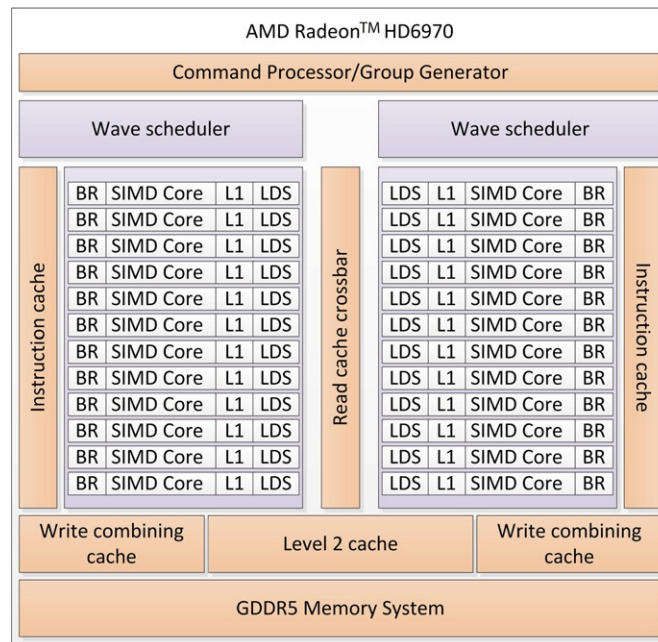 AMD Radeon™ HD6970
Command Processor/Group Generator
Wave scheduler
Wave scheduler
Instruction cache
BR SIMD Core L1 LDS
BR SIMD Core L1 LDS
BR SIMD Core L1 LDS
BR SIMD Core L1 LDS
BR SIMD Core L1 LDS
BR SIMD Core L1 LDS
BR SIMD Core L1 LDS
BR SIMD Core L1 LDS
BR SIMD Core L1 LDS
BR SIMD Core L1 LDS
BR SIMD Core L1 LDS
BR SIMD Core L1 LDS
Read cache crossbar
LDS L1 SIMD Core BR
LDS L1 SIMD Core BR
LDS L1 SIMD Core BR
LDS L1 SIMD Core BR
LDS L1 SIMD Core BR
LDS L1 SIMD Core BR
LDS L1 SIMD Core BR
LDS L1 SIMD Core BR
LDS L1 SIMD Core BR
LDS L1 SIMD Core BR
LDS L1 SIMD Core BR
LDS L1 SIMD Core BR
Instruction cache
Write combining
cache
Level 2 cache
Write combining
cache
GDDR5 Memory System